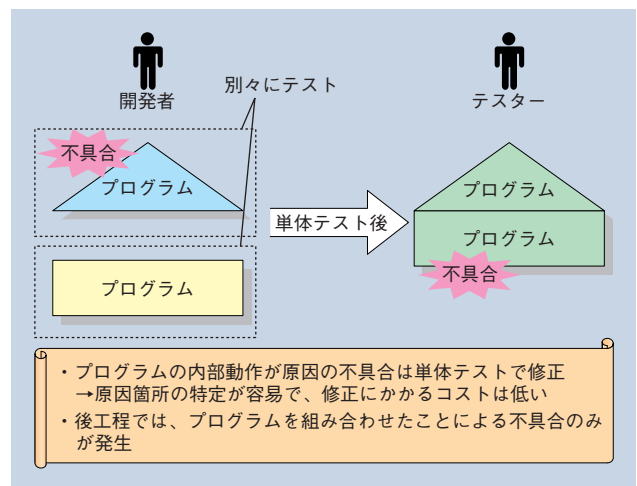 開発者
テスター
別々にテスト
不具合
プログラム
プログラム
単体テスト後
プログラム
プログラム
不具合
・プログラムの内部動作が原因の不具合は単体テストで修正
→原因箇所の特定が容易で、修正にかかるコストは低い
・後工程では、プログラムを組み合わせたことによる不具合のみ
が発生